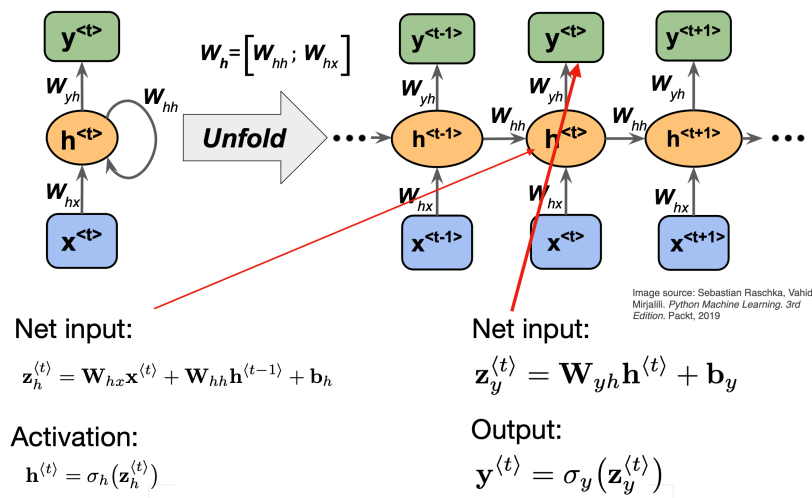 y<t>
W_yh
W_hh
h<t>
W_hx
x<t>
W_h = [W_hh ; W_hx]
Unfold
y<t-1> y<t> y<t+1>
W_yh W_yh W_yh
W_hh W_hh
••• h<t-1> h<t> h<t+1> •••
W_hx W_hx W_hx
x<t-1> x<t> x<t+1>
Image source: Sebastian Raschka, Vahid
Mirjalili. Python Machine Learning. 3rd
Edition. Packt, 2019
Net input:
z_h^⟨t⟩ = W_hx x^⟨t⟩ + W_hh h^⟨t−1⟩ + b_h
Activation:
h^⟨t⟩ = σ_h(z_h^⟨t⟩)
Net input:
z_y^⟨t⟩ = W_yh h^⟨t⟩ + b_y
Output:
y^⟨t⟩ = σ_y(z_y^⟨t⟩)